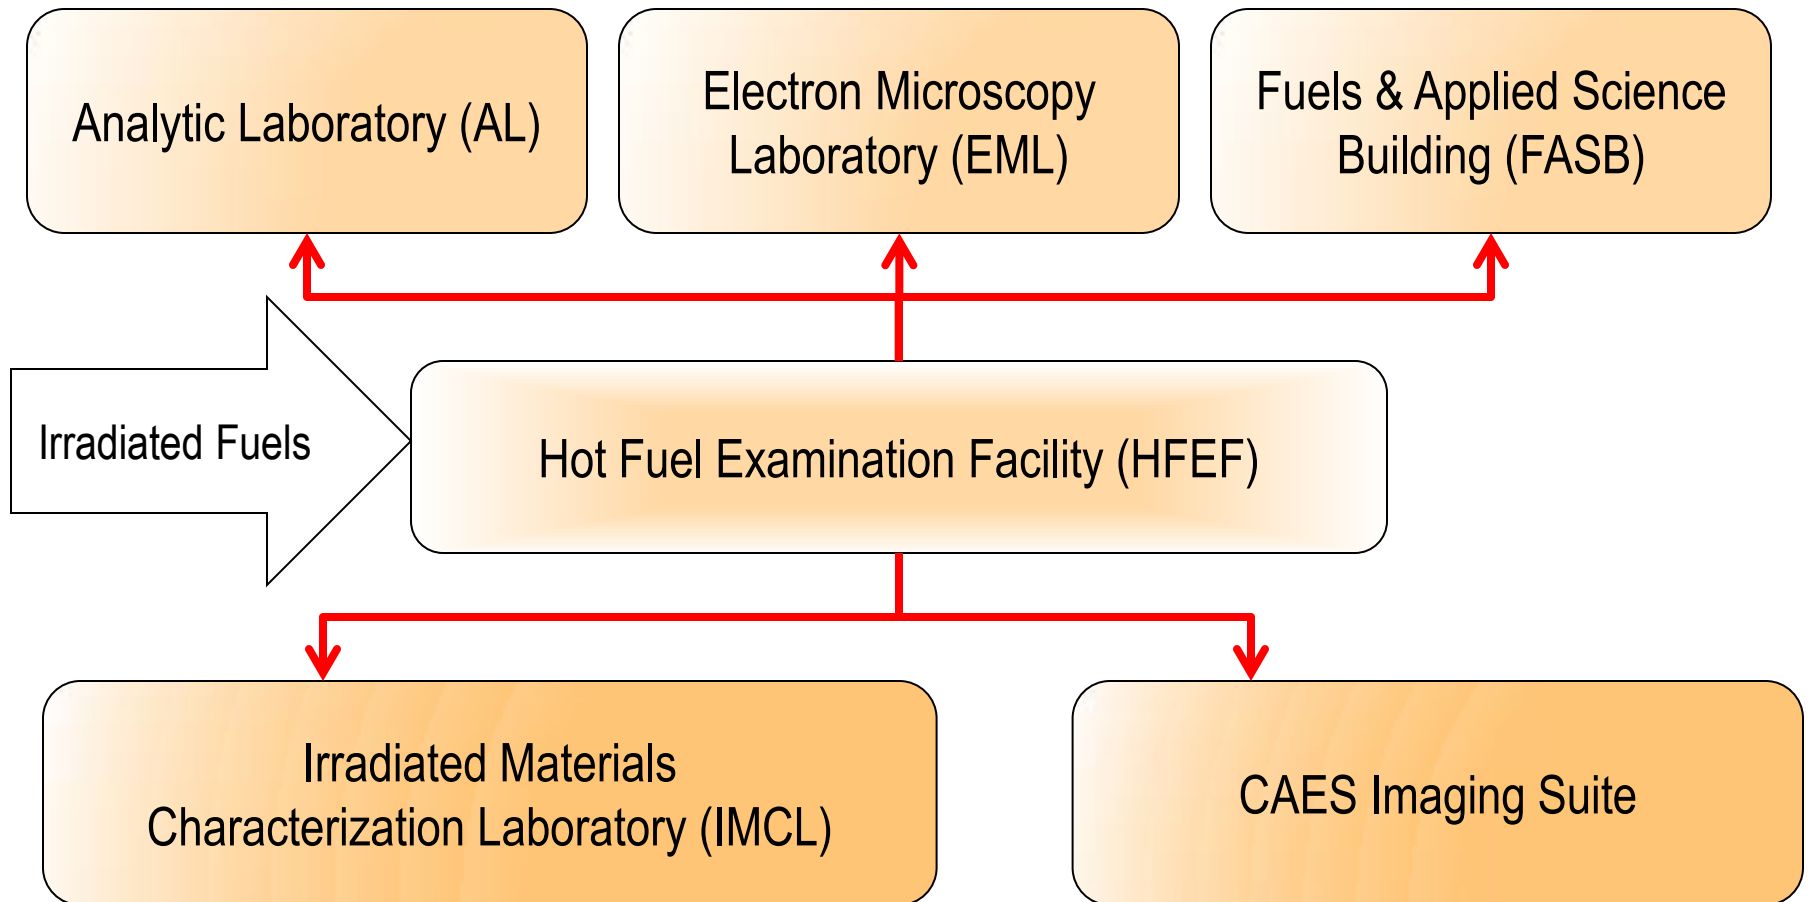 Analytic Laboratory (AL)
Electron Microscopy
Laboratory (EML)
Fuels & Applied Science
Building (FASB)
Irradiated Fuels
Hot Fuel Examination Facility (HFEF)
Irradiated Materials
Characterization Laboratory (IMCL)
CAES Imaging Suite